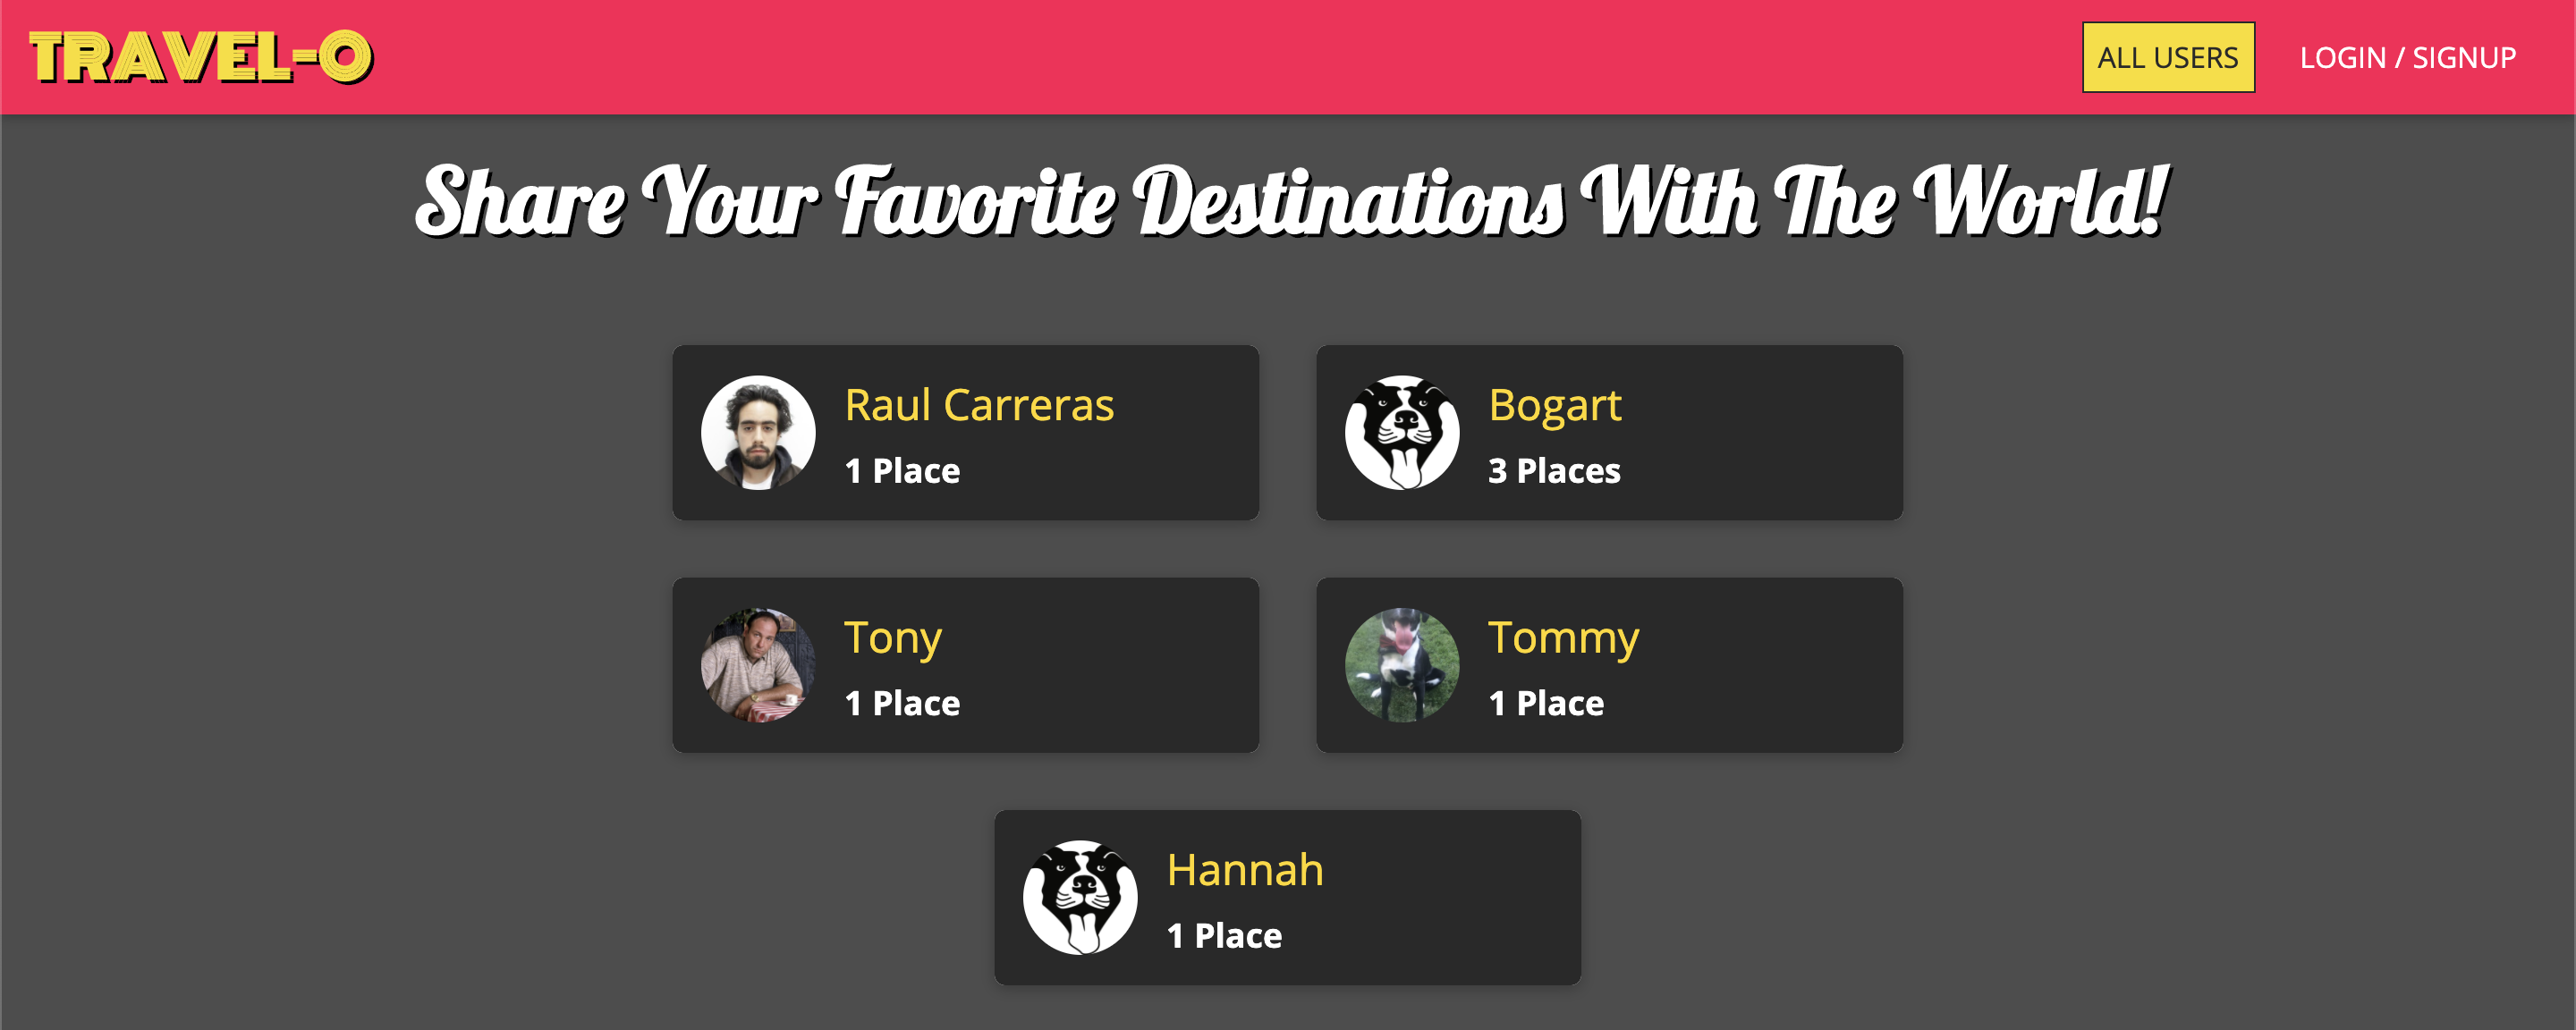 TRAVEL-O
ALL USERS
LOGIN / SIGNUP
Share Your Favorite Destinations With The World!
Raul Carreras
1 Place
Bogart
3 Places
Tony
1 Place
Tommy
1 Place
Hannah
1 Place